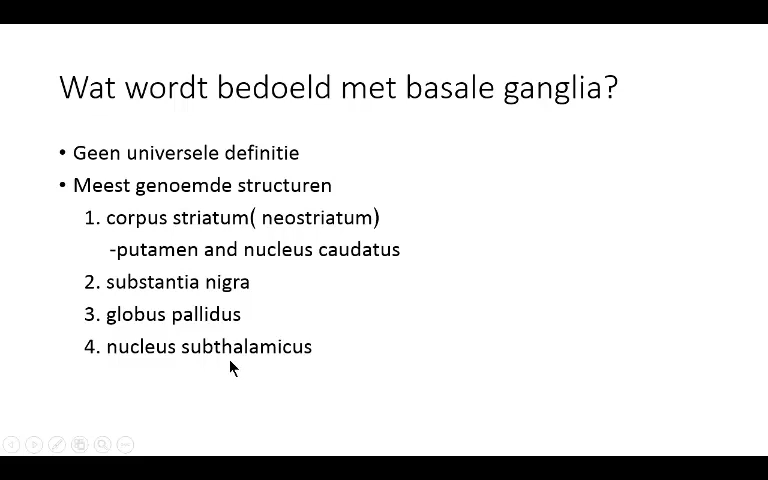 Wat wordt bedoeld met basale ganglia?
• Geen universele definitie
• Meest genoemde structuren
1. corpus striatum( neostriatum)
-putamen and nucleus caudatus
2. substantia nigra
3. globus pallidus
4. nucleus subthalamicus